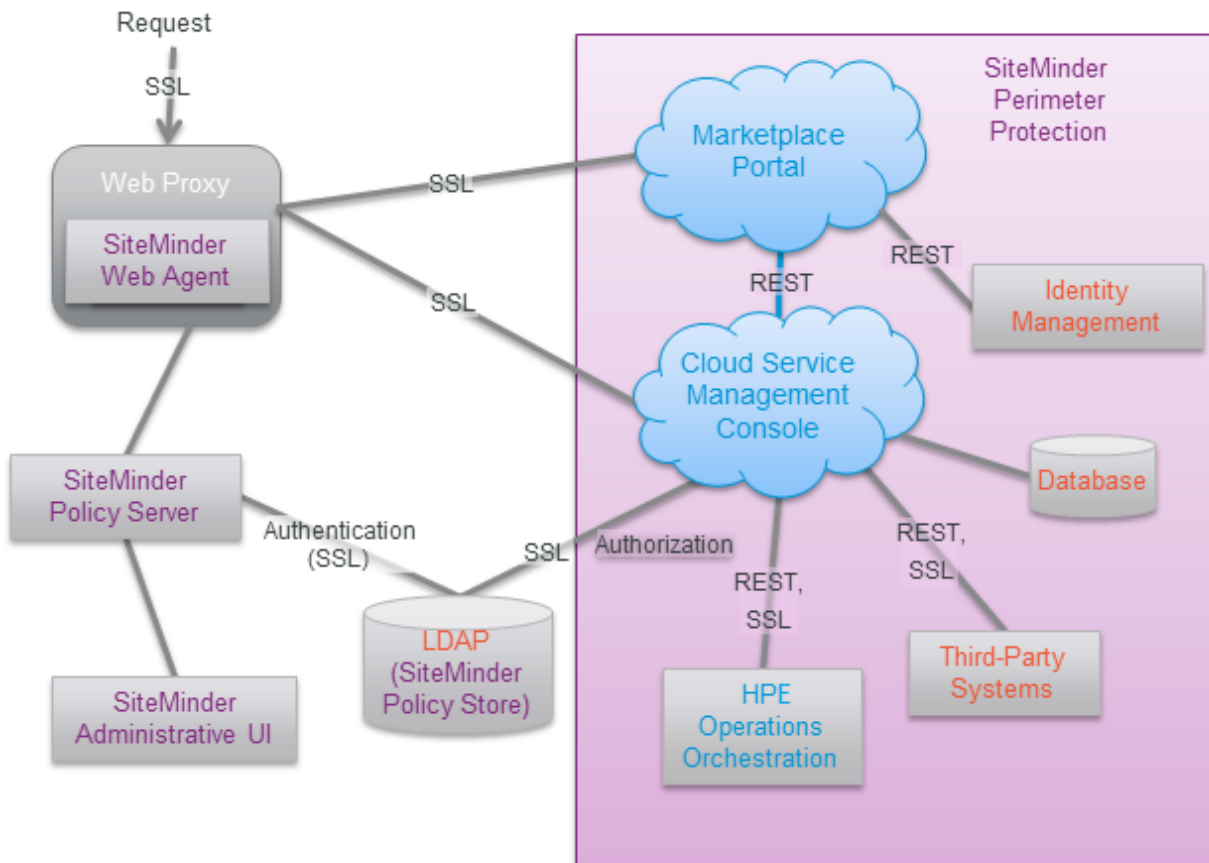 Request
SSL
Web Proxy
SiteMinder
Web Agent
SSL
SSL
SiteMinder
Perimeter
Protection
Marketplace
Portal
REST
REST
Identity
Management
Cloud Service
Management
Console
Database
SiteMinder
Policy Server
Authentication
(SSL)
SSL
Authorization
REST,
SSL
REST,
SSL
LDAP
(SiteMinder
Policy Store)
SiteMinder
Administrative UI
HPE
Operations
Orchestration
Third-Party
Systems